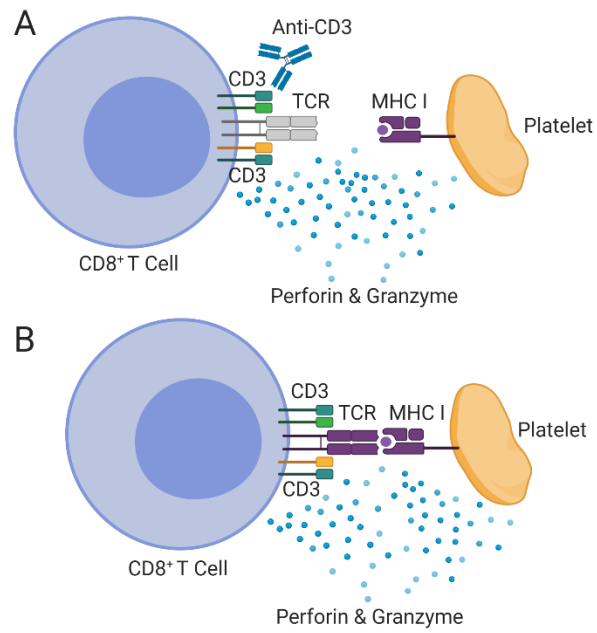 A
Anti-CD3
CD3
TCR
MHC I
Platelet
CD3
CD8⁺ T Cell
Perforin & Granzyme
B
CD3
TCR
MHC I
Platelet
CD3
CD8⁺ T Cell
Perforin & Granzyme